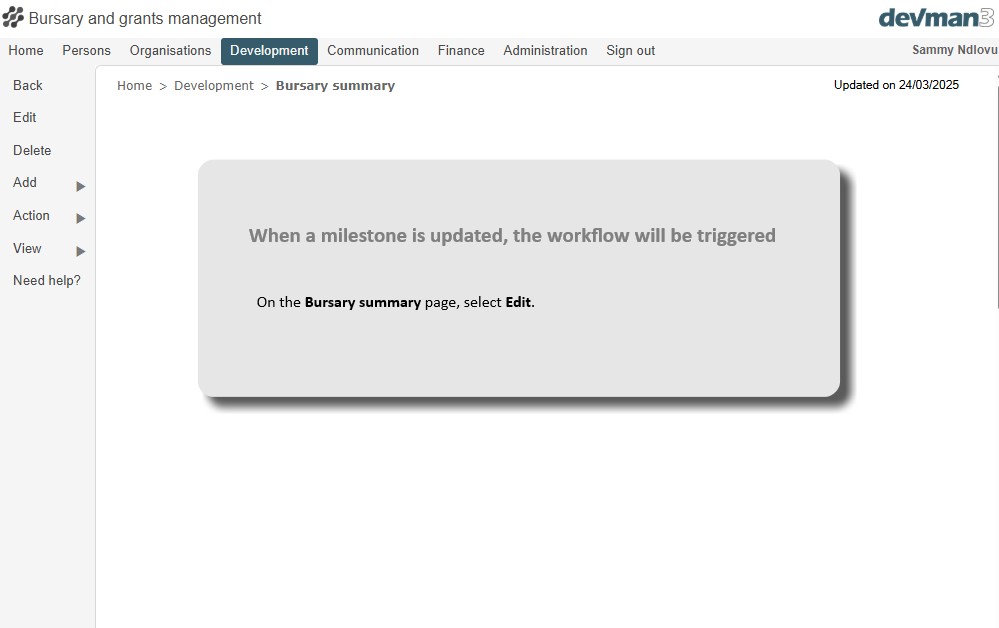 Bursary and grants management
devman3
Home Persons Organisations Development Communication Finance Administration Sign out
Sammy Ndlovu
Back
Edit
Delete
Add
Action
View
Need help?
Home > Development > Bursary summary
Updated on 24/03/2025
When a milestone is updated, the workflow will be triggered
On the Bursary summary page, select Edit.